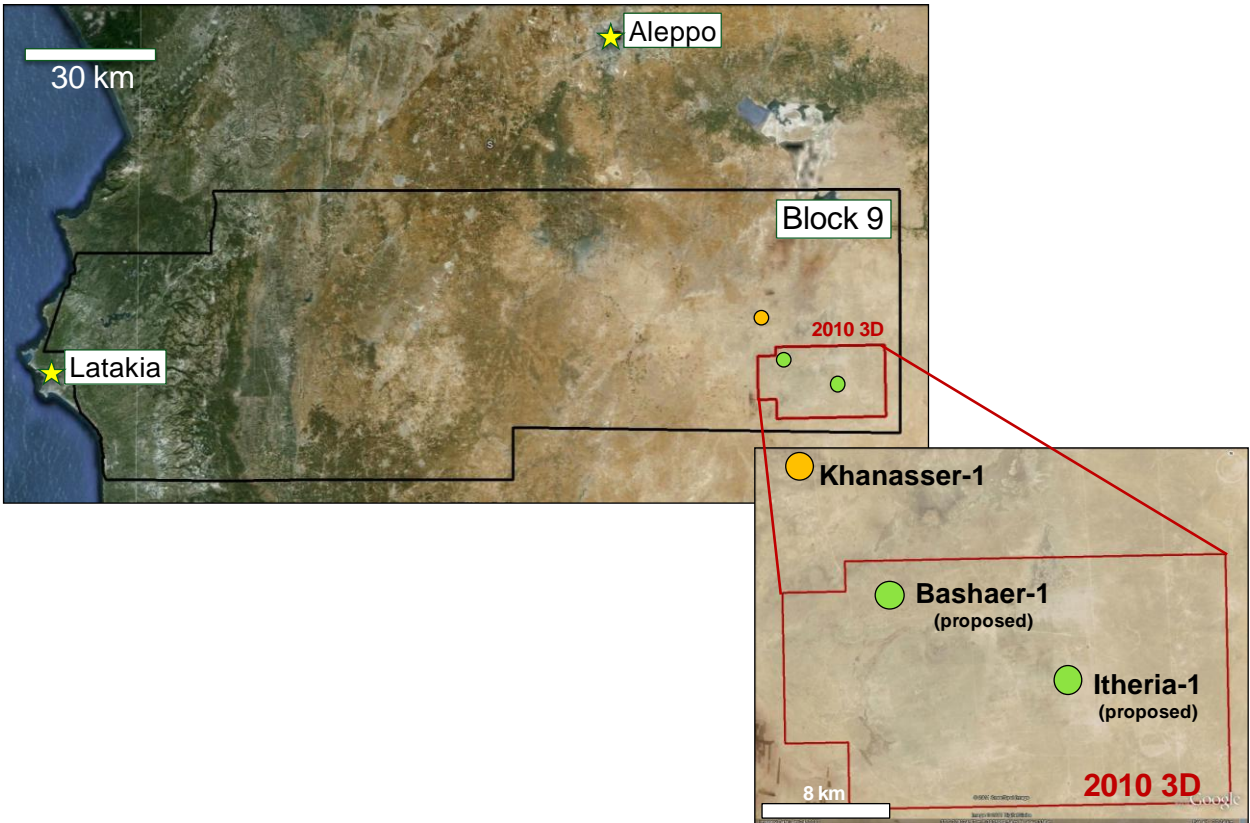 Aleppo
30 km
s
Block 9
2010 3D
Latakia
Khanasser-1
Bashaer-1
(proposed)
Itheria-1
(proposed)
2010 3D
8 km
Google